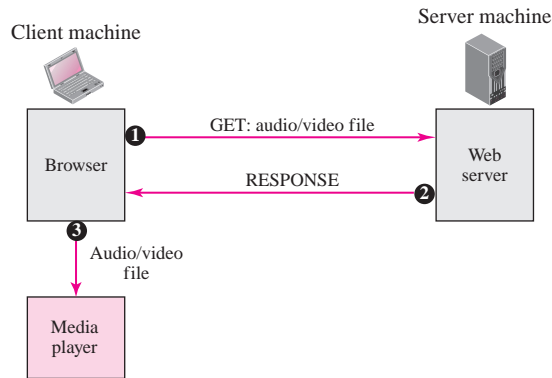 Client machine
Server machine
1
GET: audio/video file
Browser
Web
server
RESPONSE
2
3
Audio/video
file
Media
player